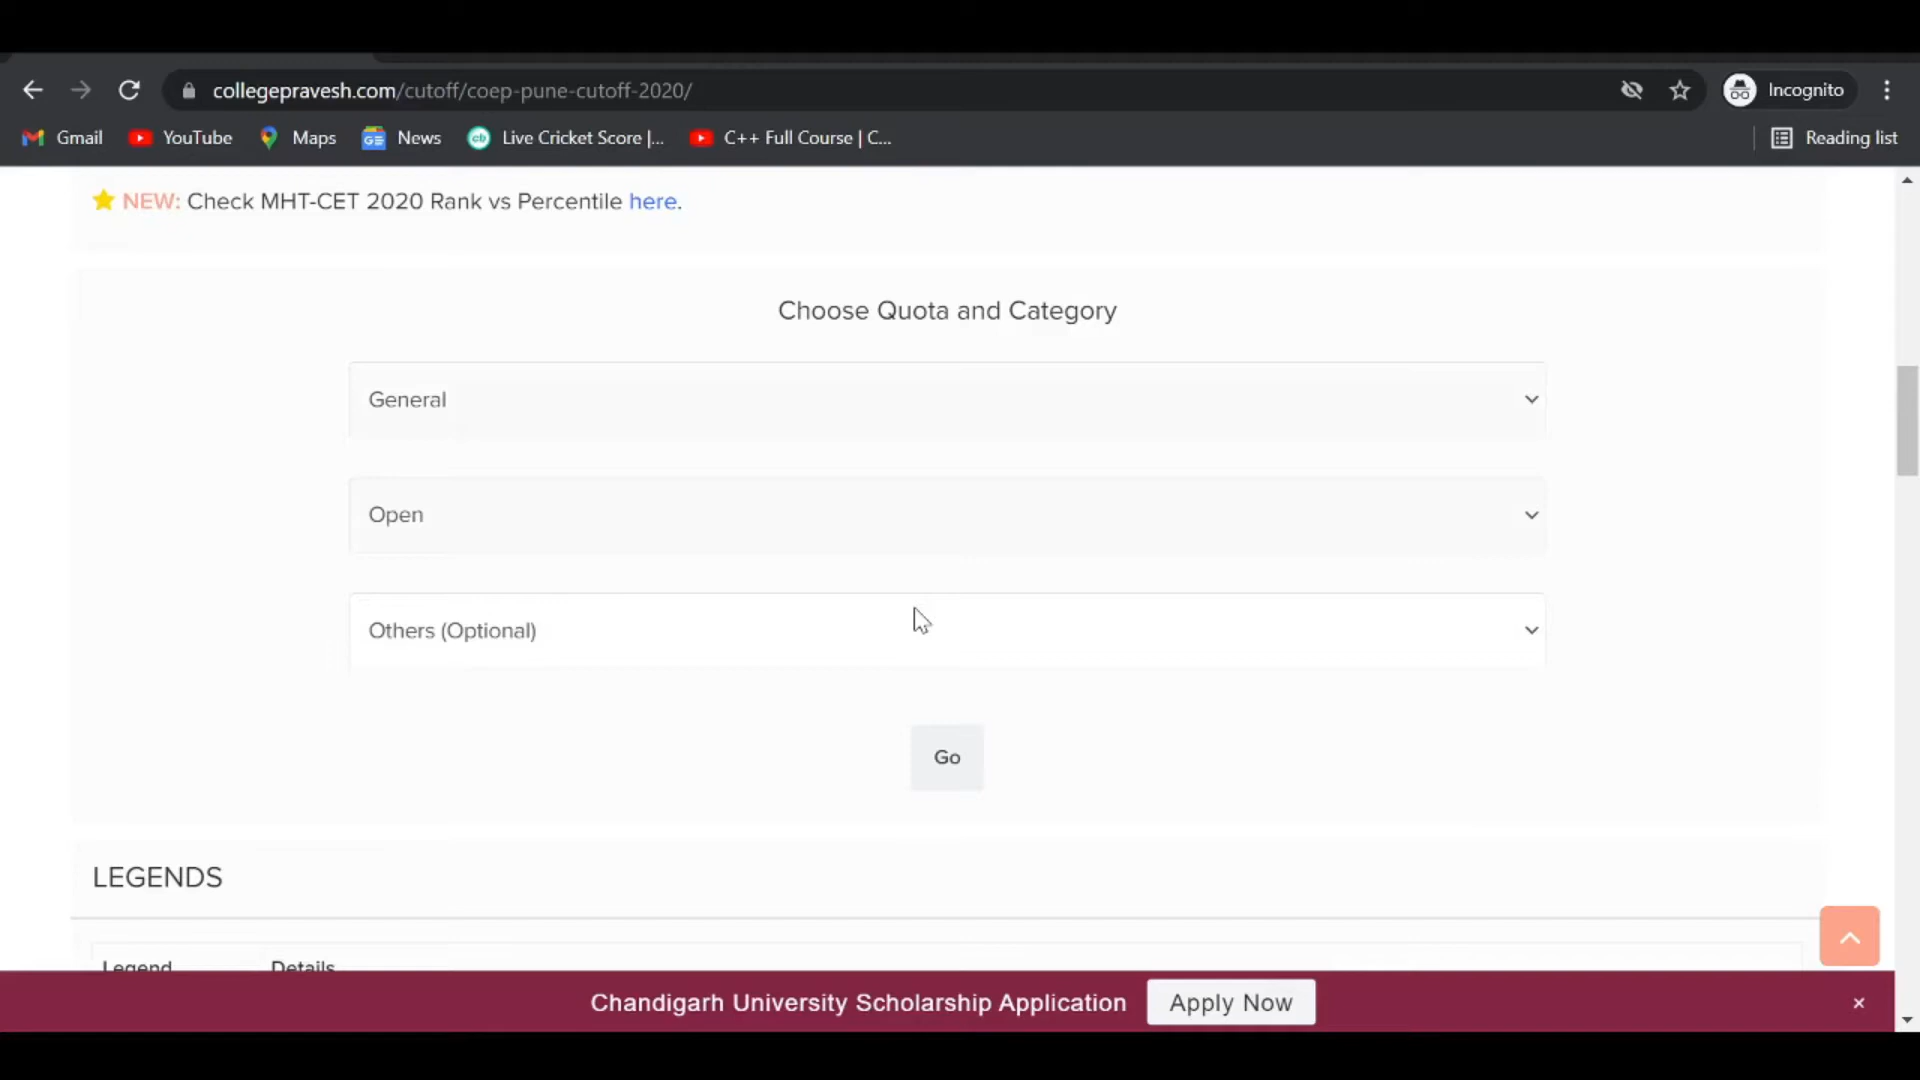 collegepravesh.com/cutoff/coep-pune-cutoff-2020/
Incognito
Gmail
YouTube
Maps
News
Live Cricket Score |...
C++ Full Course | C...
Reading list
NEW: Check MHT-CET 2020 Rank vs Percentile here.
Choose Quota and Category
General
Open
Others (Optional)
Go
LEGENDS
Legend Details
Chandigarh University Scholarship Application
Apply Now